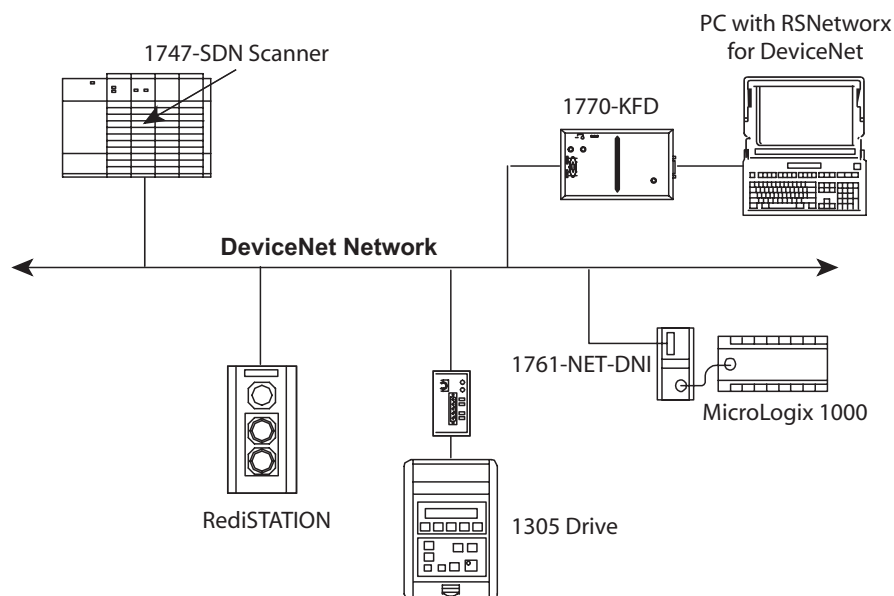 PC with RSNetworx
for DeviceNet
1747-SDN Scanner
1770-KFD
DeviceNet Network
1761-NET-DNI
MicroLogix 1000
RediSTATION
1305 Drive